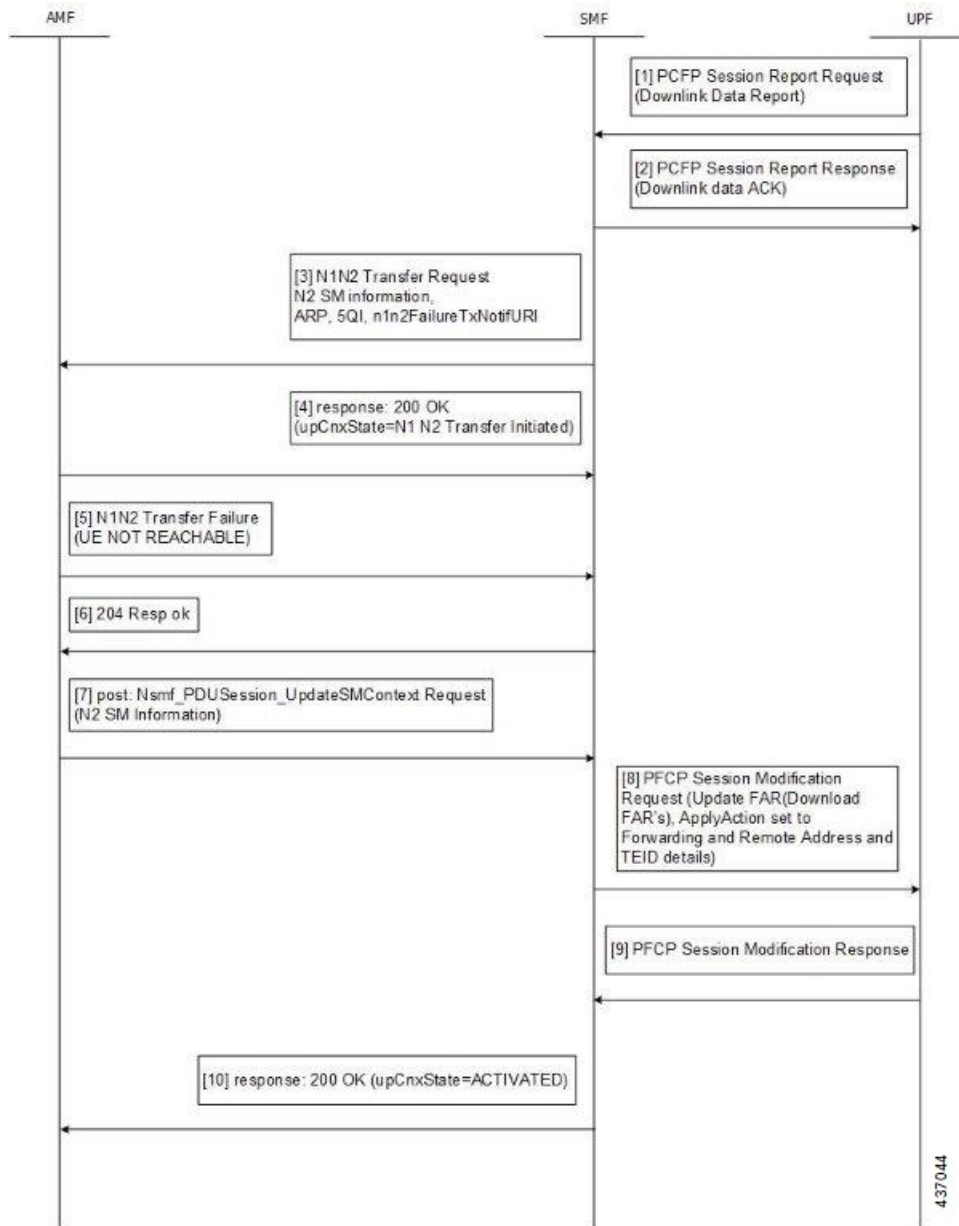 AMF
SMF
UPF
[1] PCFP Session Report Request
(Downlink Data Report)
[2] PCFP Session Report Response
(Downlink data ACK)
[3] N1N2 Transfer Request
N2 SM information,
ARP, 5QI, n1n2FailureTxNotifURI
[4] response: 200 OK
(upCnxState=N1 N2 Transfer Initiated)
[5] N1N2 Transfer Failure
(UE NOT REACHABLE)
[6] 204 Resp ok
[7] post: Nsmf_PDUSession_UpdateSMContext Request
(N2 SM Information)
[8] PFCP Session Modification
Request (Update FAR(Download
FAR's), ApplyAction set to
Forwarding and Remote Address and
TEID details)
[9] PFCP Session Modification Response
[10] response: 200 OK (upCnxState=ACTIVATED)
437044